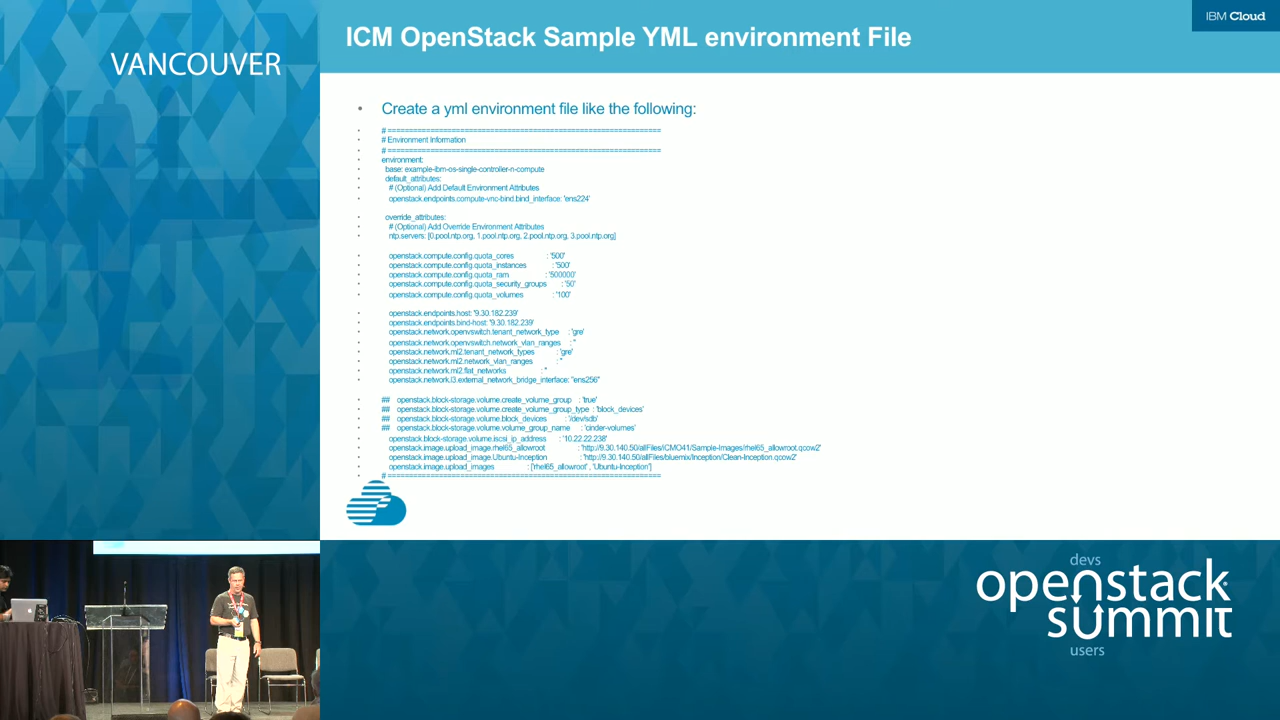 VANCOUVER
ICM OpenStack Sample YML environment File
IBM Cloud
• Create a yml environment file like the following:
• # ================================================================
• # Environment Information
• # ================================================================
• environment:
• base: example-ibm-os-single-controller-n-compute
• default_attributes:
• # (Optional) Add Default Environment Attributes
• openstack.endpoints.compute-vnc-bind.bind_interface: 'ens224'
• override_attributes:
• # (Optional) Add Override Environment Attributes
• ntp.servers: [0.pool.ntp.org, 1.pool.ntp.org, 2.pool.ntp.org, 3.pool.ntp.org]
• openstack.compute.config.quota_cores : '500'
• openstack.compute.config.quota_instances : '500'
• openstack.compute.config.quota_ram : '500000'
• openstack.compute.config.quota_security_groups : '50'
• openstack.compute.config.quota_volumes : '100'
• openstack.endpoints.host: '9.30.182.239'
• openstack.endpoints.bind-host: '9.30.182.239'
• openstack.network.openvswitch.tenant_network_type : 'gre'
• openstack.network.openvswitch.network_vlan_ranges : ''
• openstack.network.ml2.tenant_network_types : 'gre'
• openstack.network.ml2.network_vlan_ranges : ''
• openstack.network.ml2.flat_networks : ''
• openstack.network.l3.external_network_bridge_interface: "ens256"
• ## openstack.block-storage.volume.create_volume_group : 'true'
• ## openstack.block-storage.volume.create_volume_group_type : 'block_devices'
• ## openstack.block-storage.volume.block_devices : '/dev/sdb'
• ## openstack.block-storage.volume.volume_group_name : 'cinder-volumes'
• openstack.block-storage.volume.iscsi_ip_address : '10.22.22.238'
• openstack.image.upload_image.rhel65_allowroot : 'http://9.30.140.50/allFiles/ICMO41/Sample-Images/rhel65_allowroot.qcow2'
• openstack.image.upload_image.Ubuntu-Inception : 'http://9.30.140.50/allFiles/bluemix/Inception/Clean-Inception.qcow2'
• openstack.image.upload_images : ['rhel65_allowroot' , 'Ubuntu-Inception']
• # ================================================================
devs
openstack
summit
users